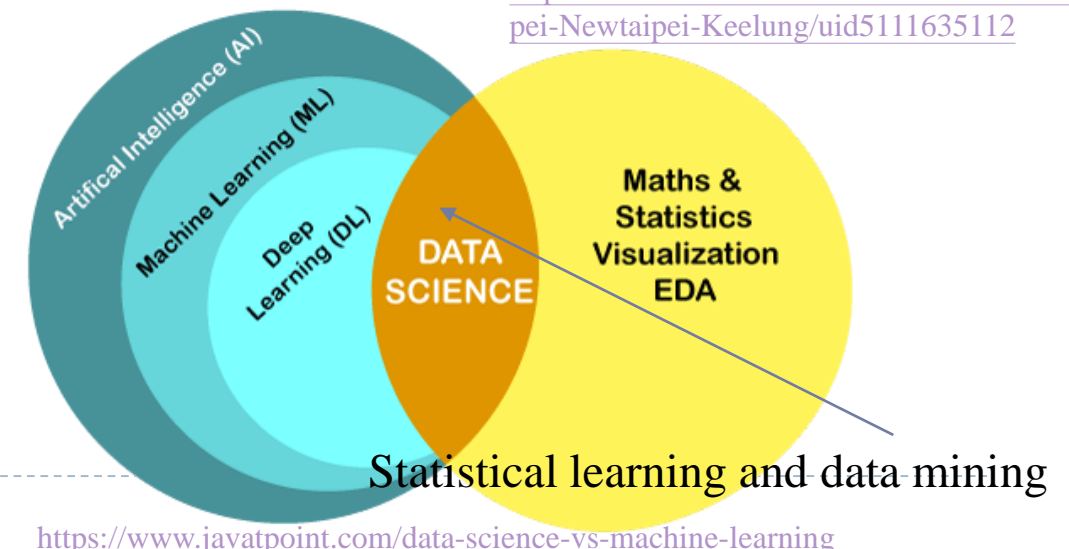 pei-Newtaipei-Keelung/uid5111635112
Artifical Intelligence (AI)
Machine Learning (ML)
Deep
Learning (DL)
DATA
SCIENCE
Maths &
Statistics
Visualization
EDA
Statistical learning and data mining
https://www.javatpoint.com/data-science-vs-machine-learning